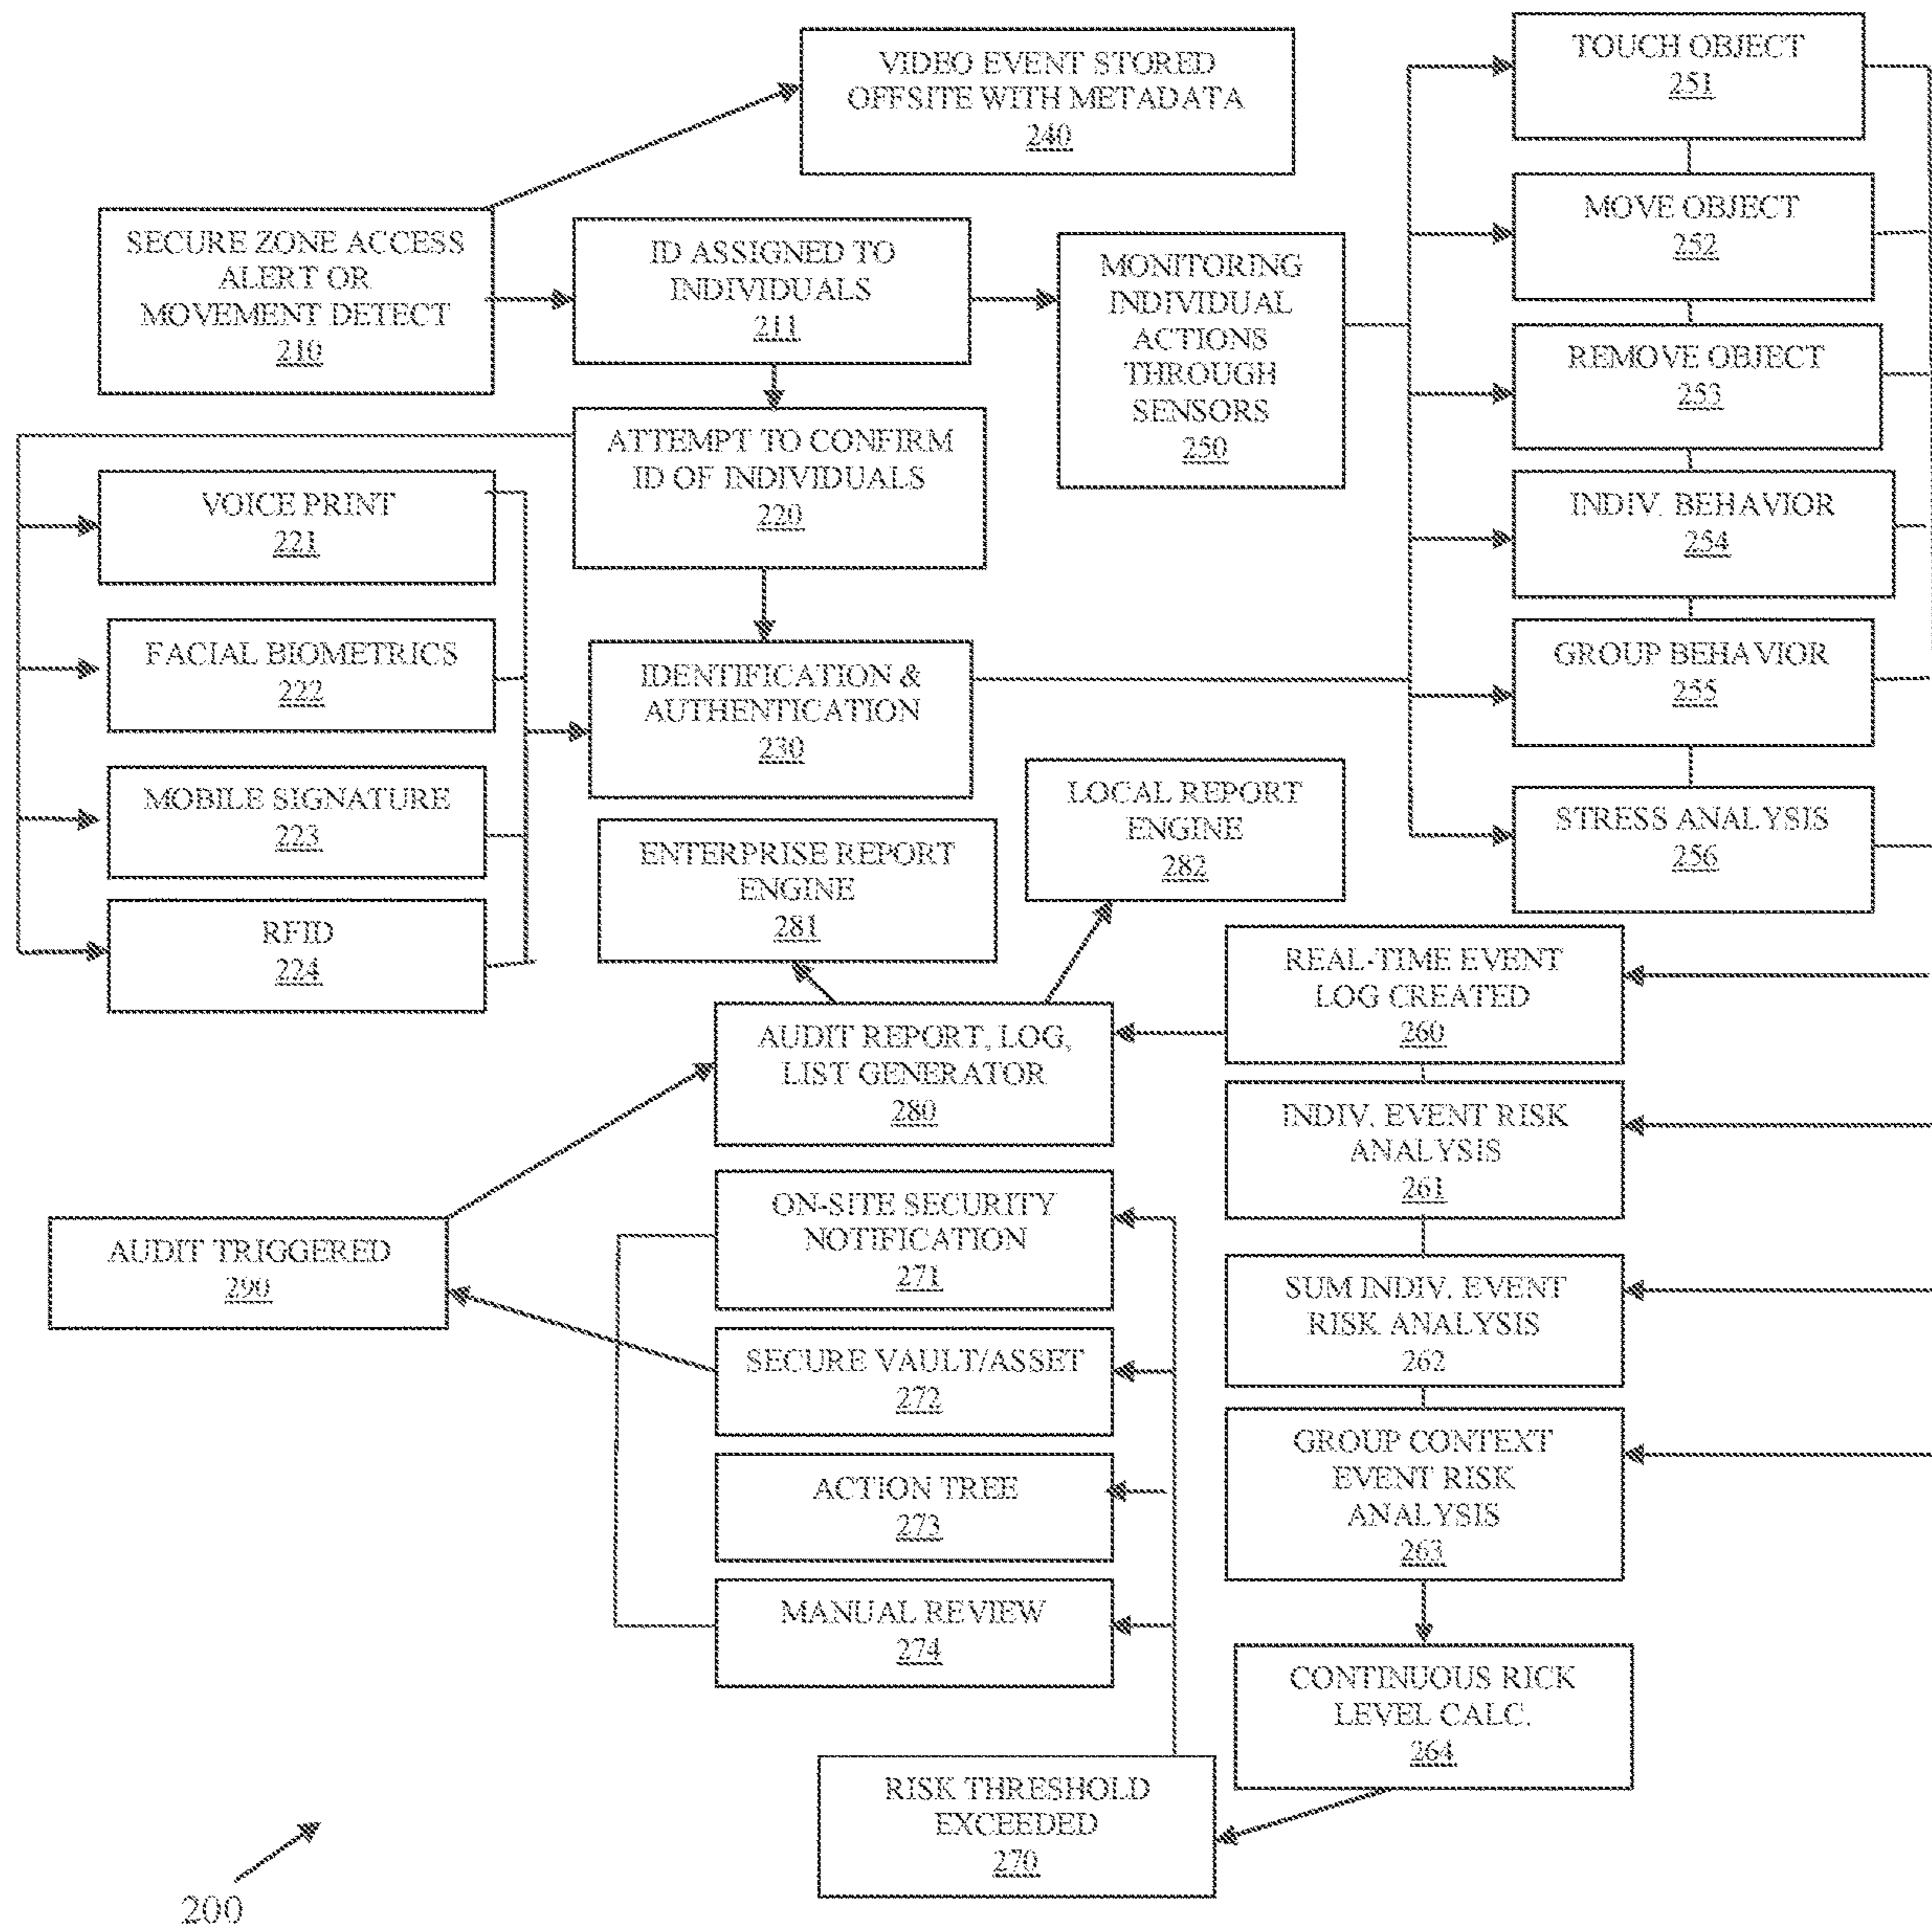 VIDEO EVENT STORED
OFFSITE WITH METADATA
240
TOUCH OBJECT
251
SECURE ZONE ACCESS
ALERT OR
MOVEMENT DETECT
210
ID ASSIGNED TO
INDIVIDUALS
211
MONITORING
INDIVIDUAL
ACTIONS
THROUGH
SENSORS
250
MOVE OBJECT
252
REMOVE OBJECT
253
ATTEMPT TO CONFIRM
ID OF INDIVIDUALS
220
VOICE PRINT
221
INDIV. BEHAVIOR
254
FACIAL BIOMETRICS
222
IDENTIFICATION &
AUTHENTICATION
230
GROUP BEHAVIOR
255
MOBILE SIGNATURE
223
LOCAL REPORT
ENGINE
282
STRESS ANALYSIS
256
ENTERPRISE REPORT
ENGINE
281
RFID
224
REAL-TIME EVENT
LOG CREATED
260
AUDIT REPORT, LOG,
LIST GENERATOR
280
INDIV. EVENT RISK
ANALYSIS
261
ON-SITE SECURITY
NOTIFICATION
271
AUDIT TRIGGERED
290
SUM INDIV. EVENT
RISK ANALYSIS
262
SECURE VAULT/ASSET
272
GROUP CONTEXT
EVENT RISK
ANALYSIS
263
ACTION TREE
273
MANUAL REVIEW
274
CONTINUOUS RICK
LEVEL CALC.
264
RISK THRESHOLD
EXCEEDED
270
200